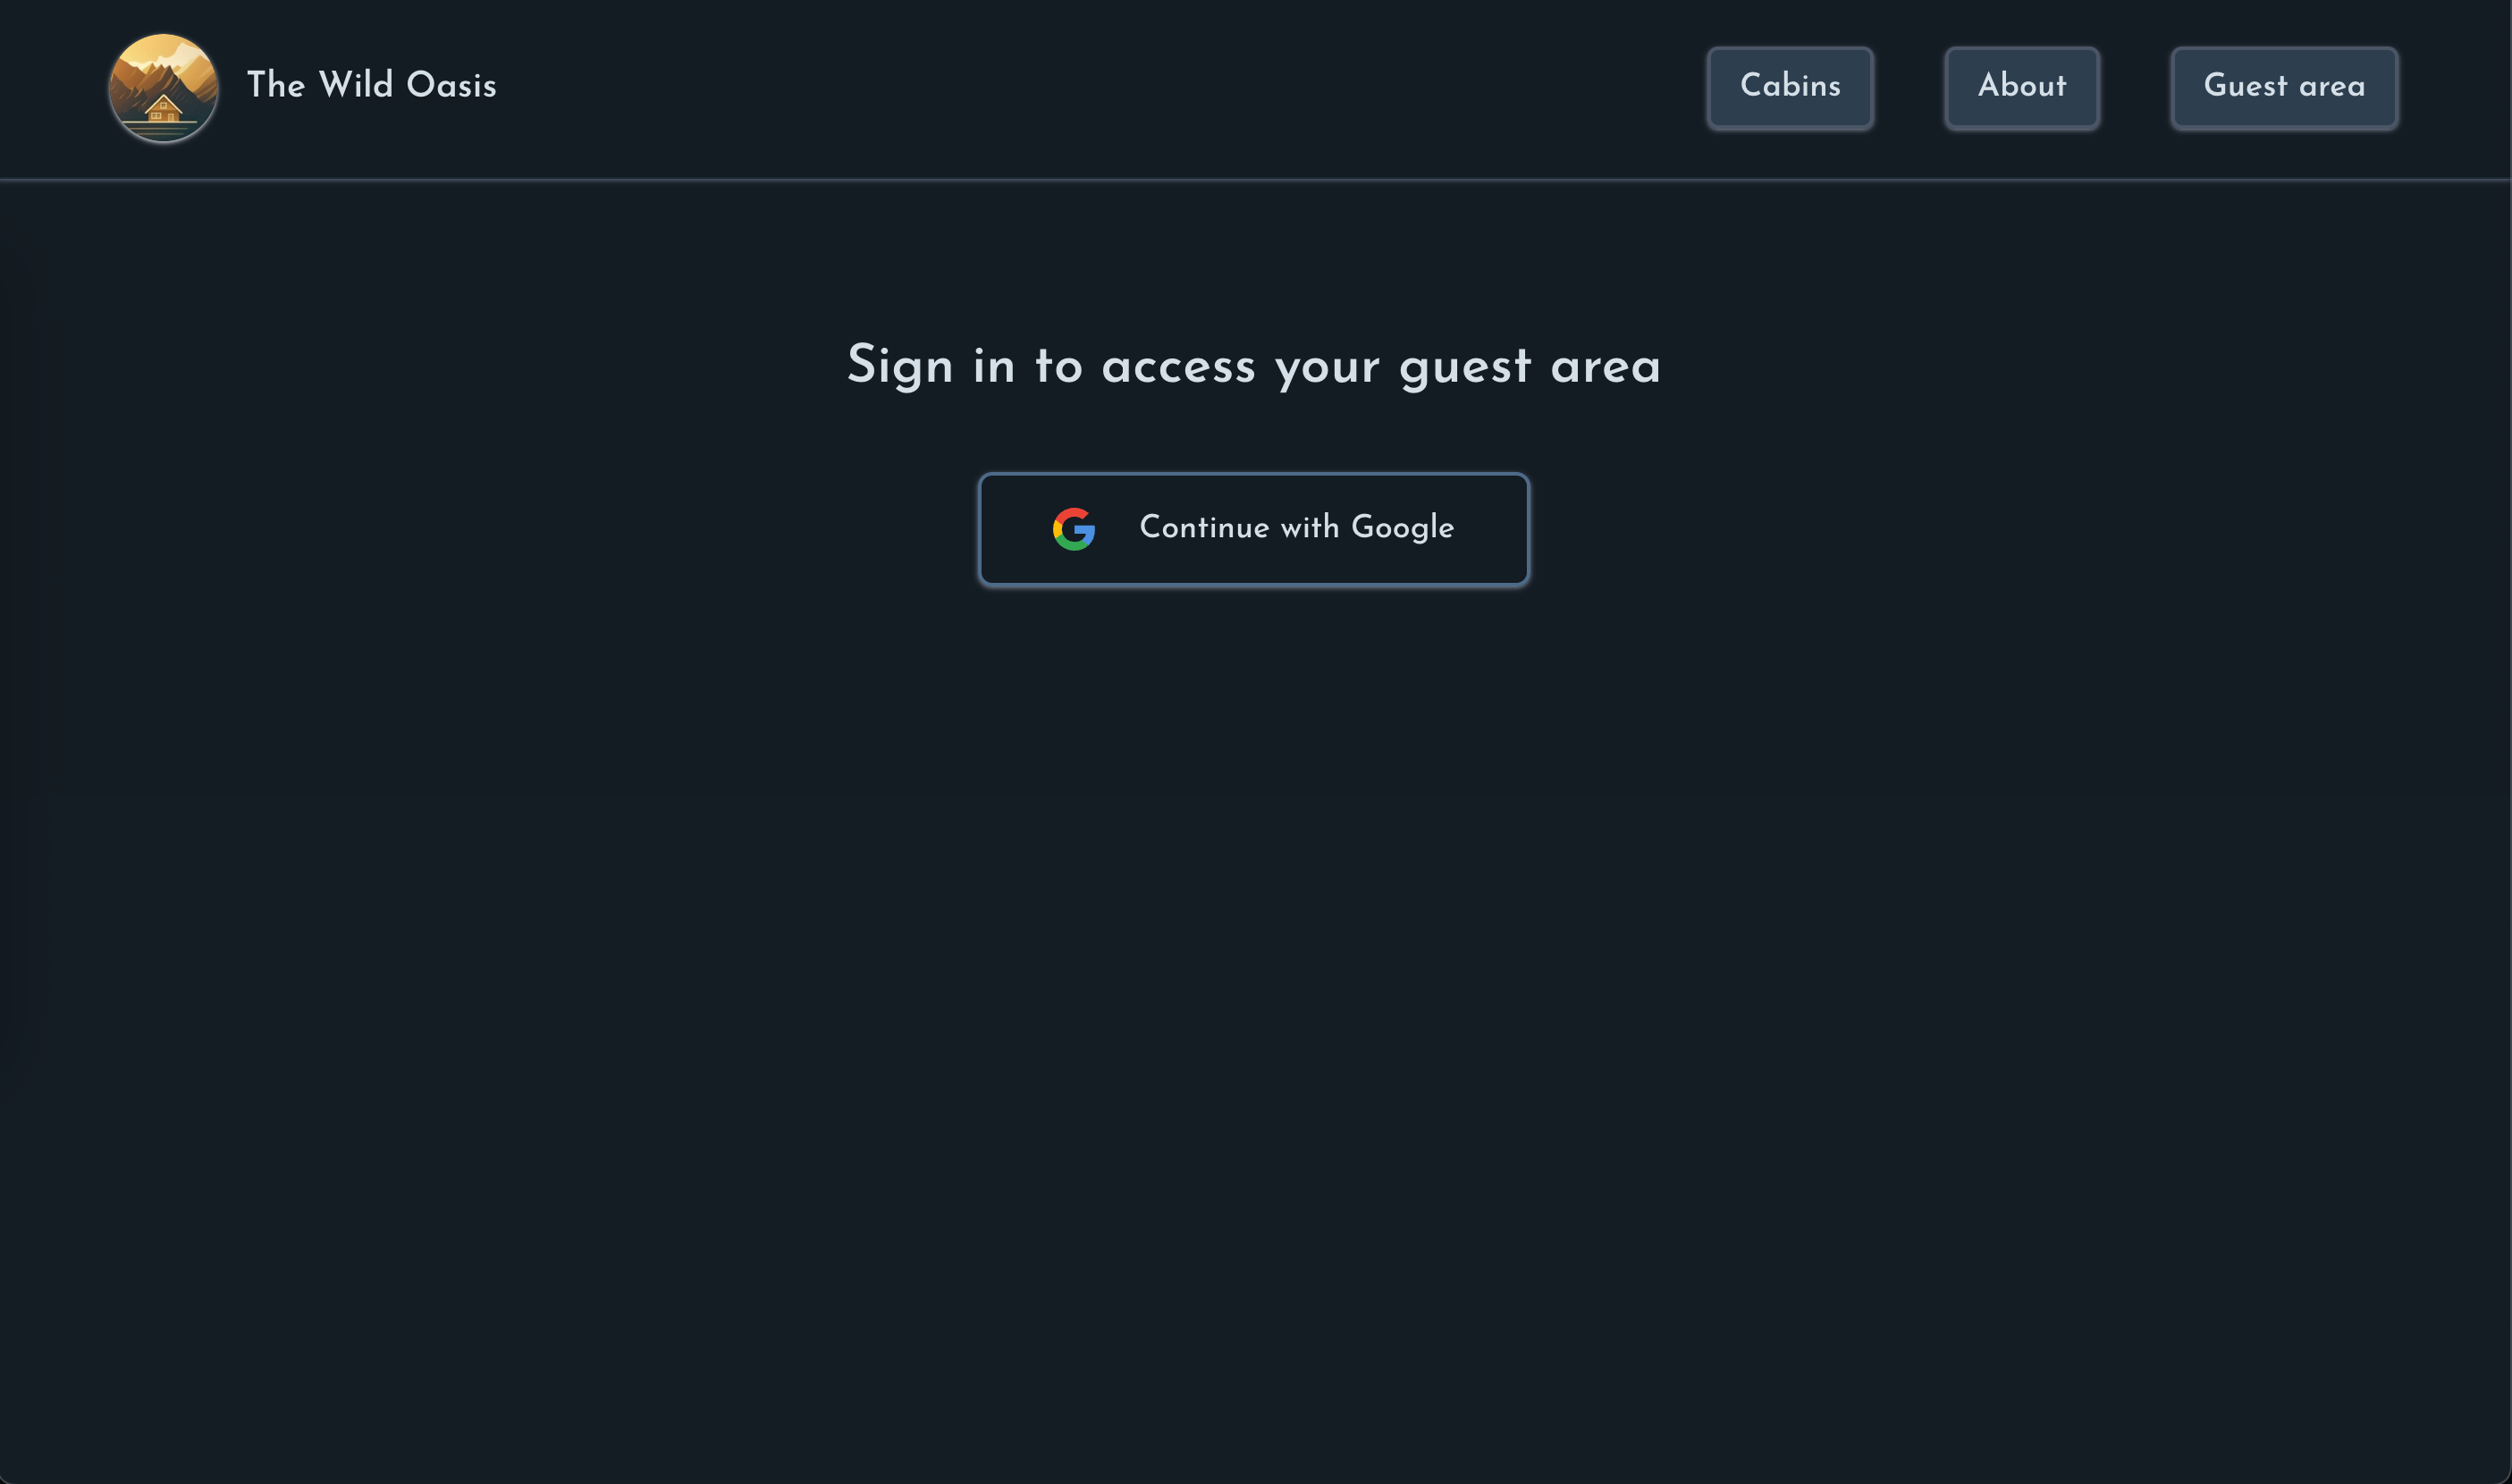 The Wild Oasis
Cabins
About
Guest area
Sign in to access your guest area
Continue with Google